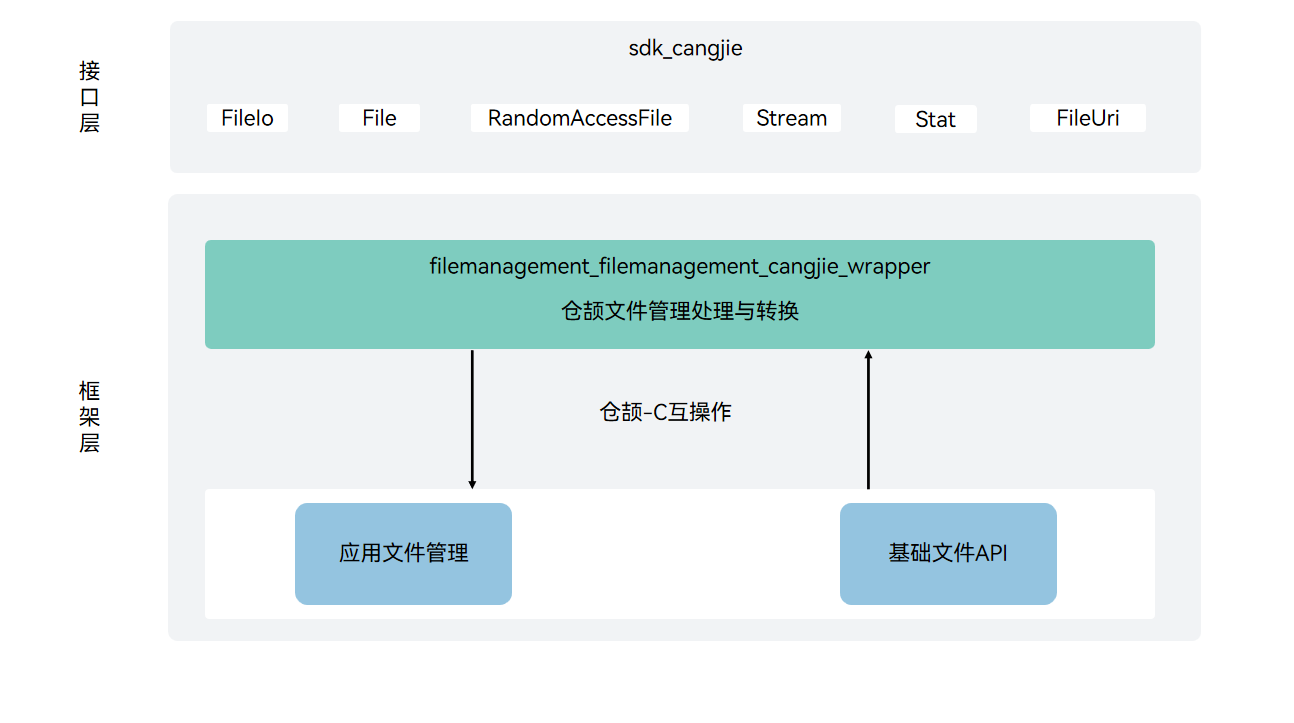 接口层
sdk_cangjie
FileIo
File
RandomAccessFile
Stream
Stat
FileUri
框架层
filemanagement_filemanagement_cangjie_wrapper
仓颉文件管理处理与转换
仓颉-C互操作
应用文件管理
基础文件API